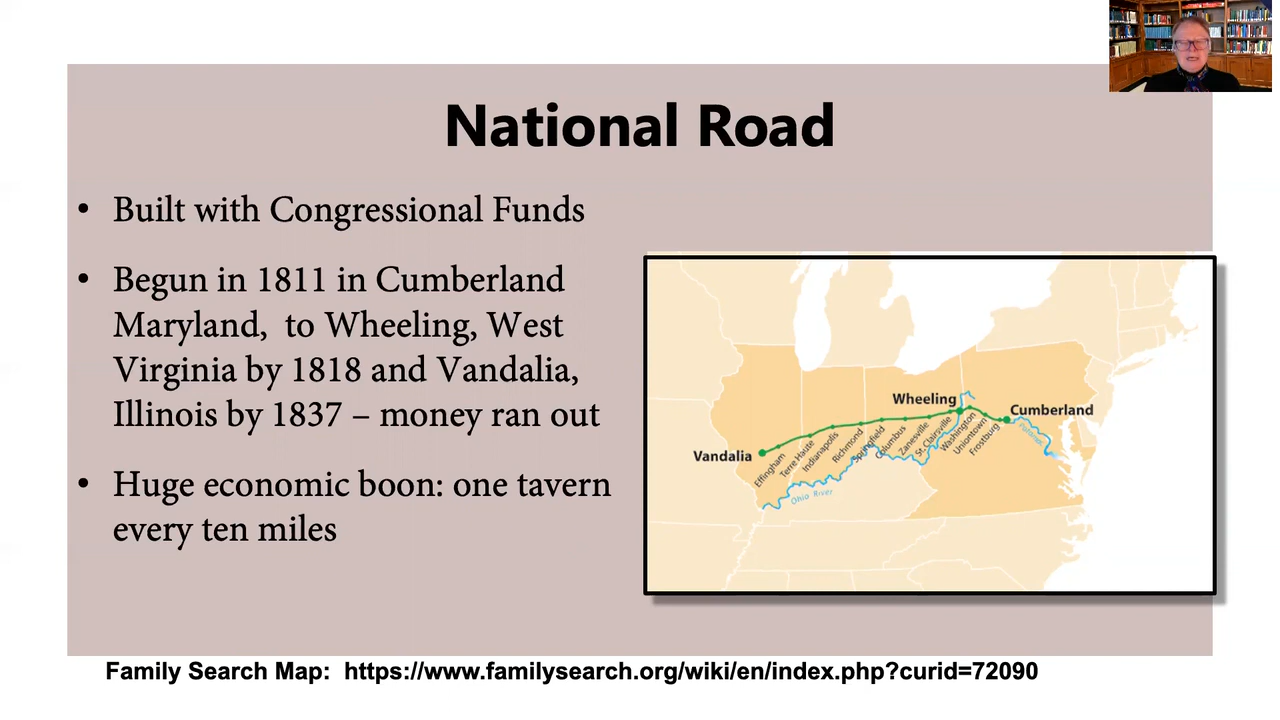 National Road
• Built with Congressional Funds
• Begun in 1811 in Cumberland
Maryland,  to Wheeling, West
Virginia by 1818 and Vandalia,
Illinois by 1837 – money ran out
• Huge economic boon: one tavern
every ten miles
Wheeling
Cumberland
Vandalia
Effingham
Terre Haute
Indianapolis
Richmond
Springfield
Columbus
Zanesville
St. Clairsville
Washington
Uniontown
Frostburg
Potomac
Ohio River
Family Search Map:  https://www.familysearch.org/wiki/en/index.php?curid=72090